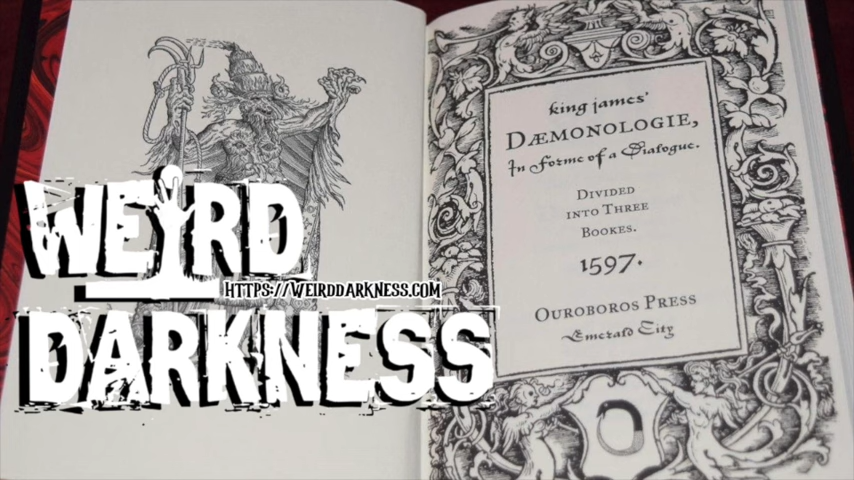 WEIRD
HTTPS://WEIRDDARKNESS.COM
DARKNESS
king james'
DÆMONOLOGIE,
In Forme of a Dialogue.
DIVIDED
INTO THREE
BOOKES.
1597.
OUROBOROS PRESS
Emerald City